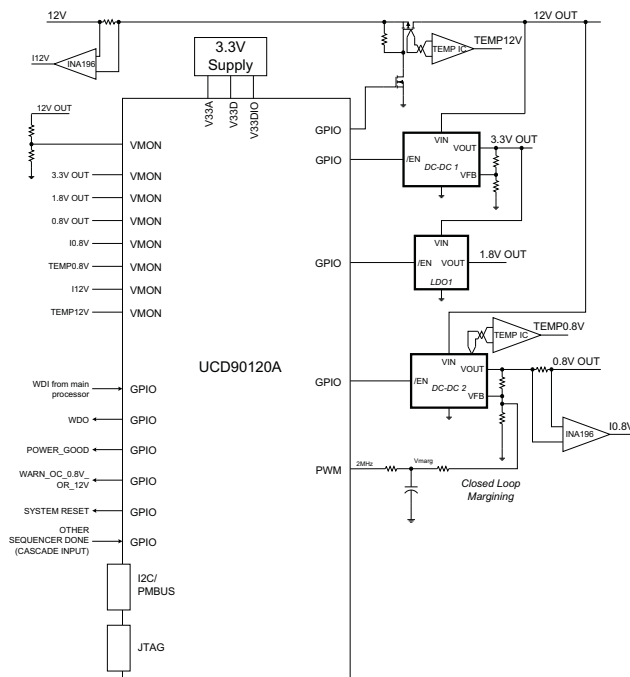 12V
12V OUT
I12V
INA196
3.3V
Supply
TEMP IC
TEMP12V
V33A
V33D
V33DIO
12V OUT
GPIO
VMON
GPIO
VIN
VOUT
3.3V OUT
/EN
DC-DC 1
VFB
3.3V OUT
VMON
1.8V OUT
VMON
0.8V OUT
VMON
I0.8V
VMON
VIN
TEMP0.8V
VMON
GPIO
/EN
VOUT
1.8V OUT
LDO1
I12V
VMON
TEMP12V
VMON
TEMP0.8V
TEMP IC
UCD90120A
VIN
VOUT
0.8V OUT
WDI from main
processor
GPIO
GPIO
/EN
DC-DC 2
VFB
WDO
GPIO
INA196
I0.8V
POWER_GOOD
GPIO
PWM
2MHz
Vmarg
WARN_OC_0.8V_
OR_12V
GPIO
Closed Loop
Margining
SYSTEM RESET
GPIO
OTHER
SEQUENCER DONE
(CASCADE INPUT)
GPIO
I2C/
PMBUS
JTAG